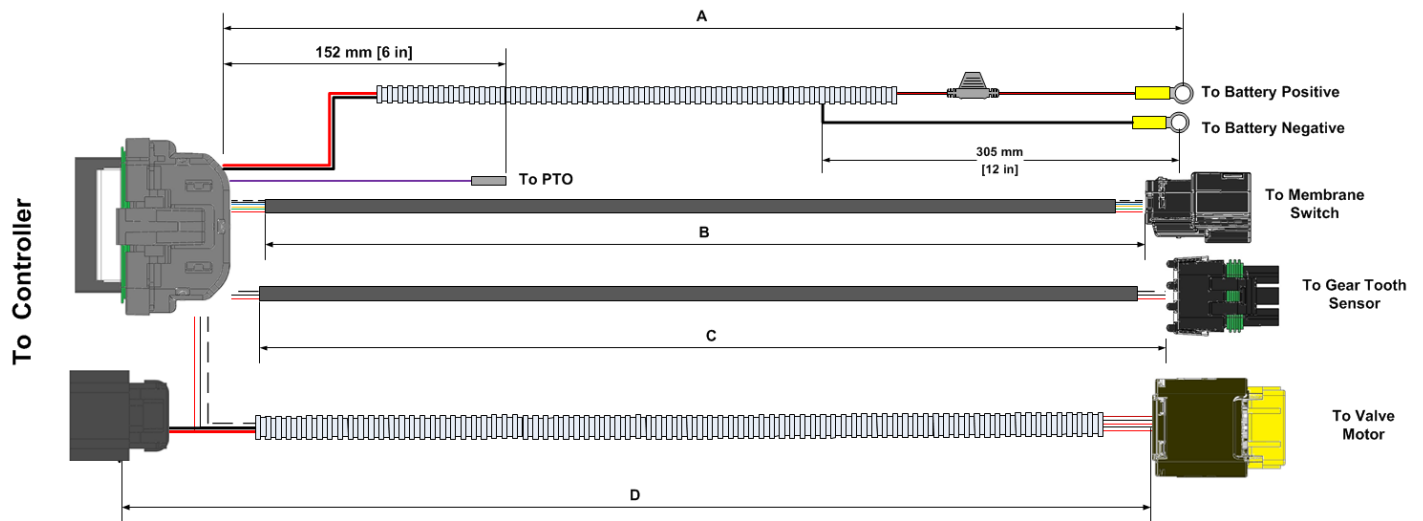 A
152 mm [6 in]
To Battery Positive
To Battery Negative
305 mm
[12 in]
To PTO
To Membrane
Switch
B
To Controller
To Gear Tooth
Sensor
C
To Valve
Motor
D